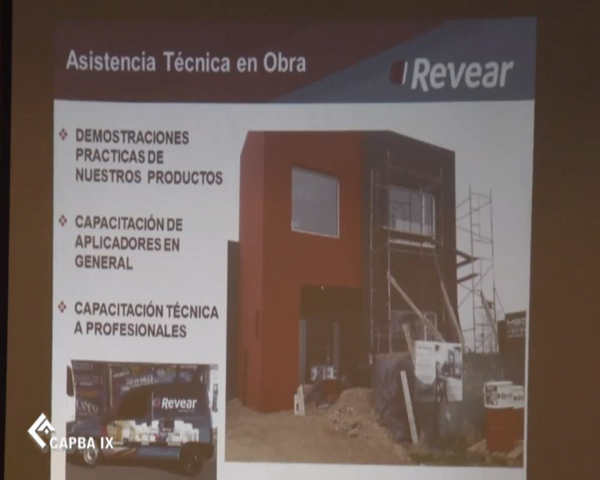 Asistencia Técnica en Obra
Revear
❖ DEMOSTRACIONES
PRACTICAS DE
NUESTROS PRODUCTOS
❖ CAPACITACIÓN DE
APLICADORES EN
GENERAL
❖ CAPACITACIÓN TÉCNICA
A PROFESIONALES
Revear
CAPBA IX